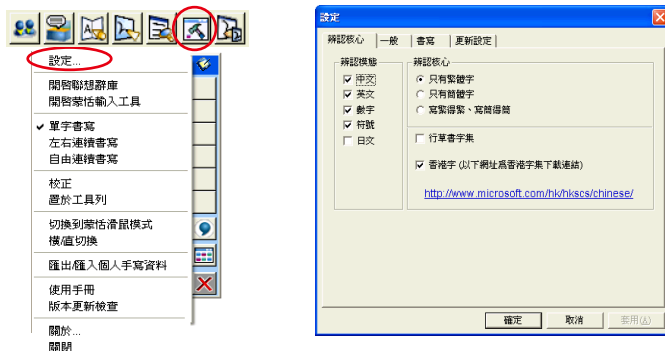 設定...
開啓聯想辭庫
開啓蒙恬輸入工具
單字書寫
左右連續書寫
自由連續書寫
校正
置於工具列
切換到蒙恬滑鼠模式
橫/直切換
匯出/匯入個人手寫資料
使用手冊
版本更新檢查
關於...
關閉
設定
辨認核心 一般 書寫 更新設定
辨認模態
中文
英文
數字
符號
日文
辨認核心
只有繁體字
只有簡體字
寫繁得繁、寫簡得簡
行草書字集
香港字 (以下網址爲香港字集下載連結)
http://www.microsoft.com/hk/hkscs/chinese/
確定 取消 套用(A)